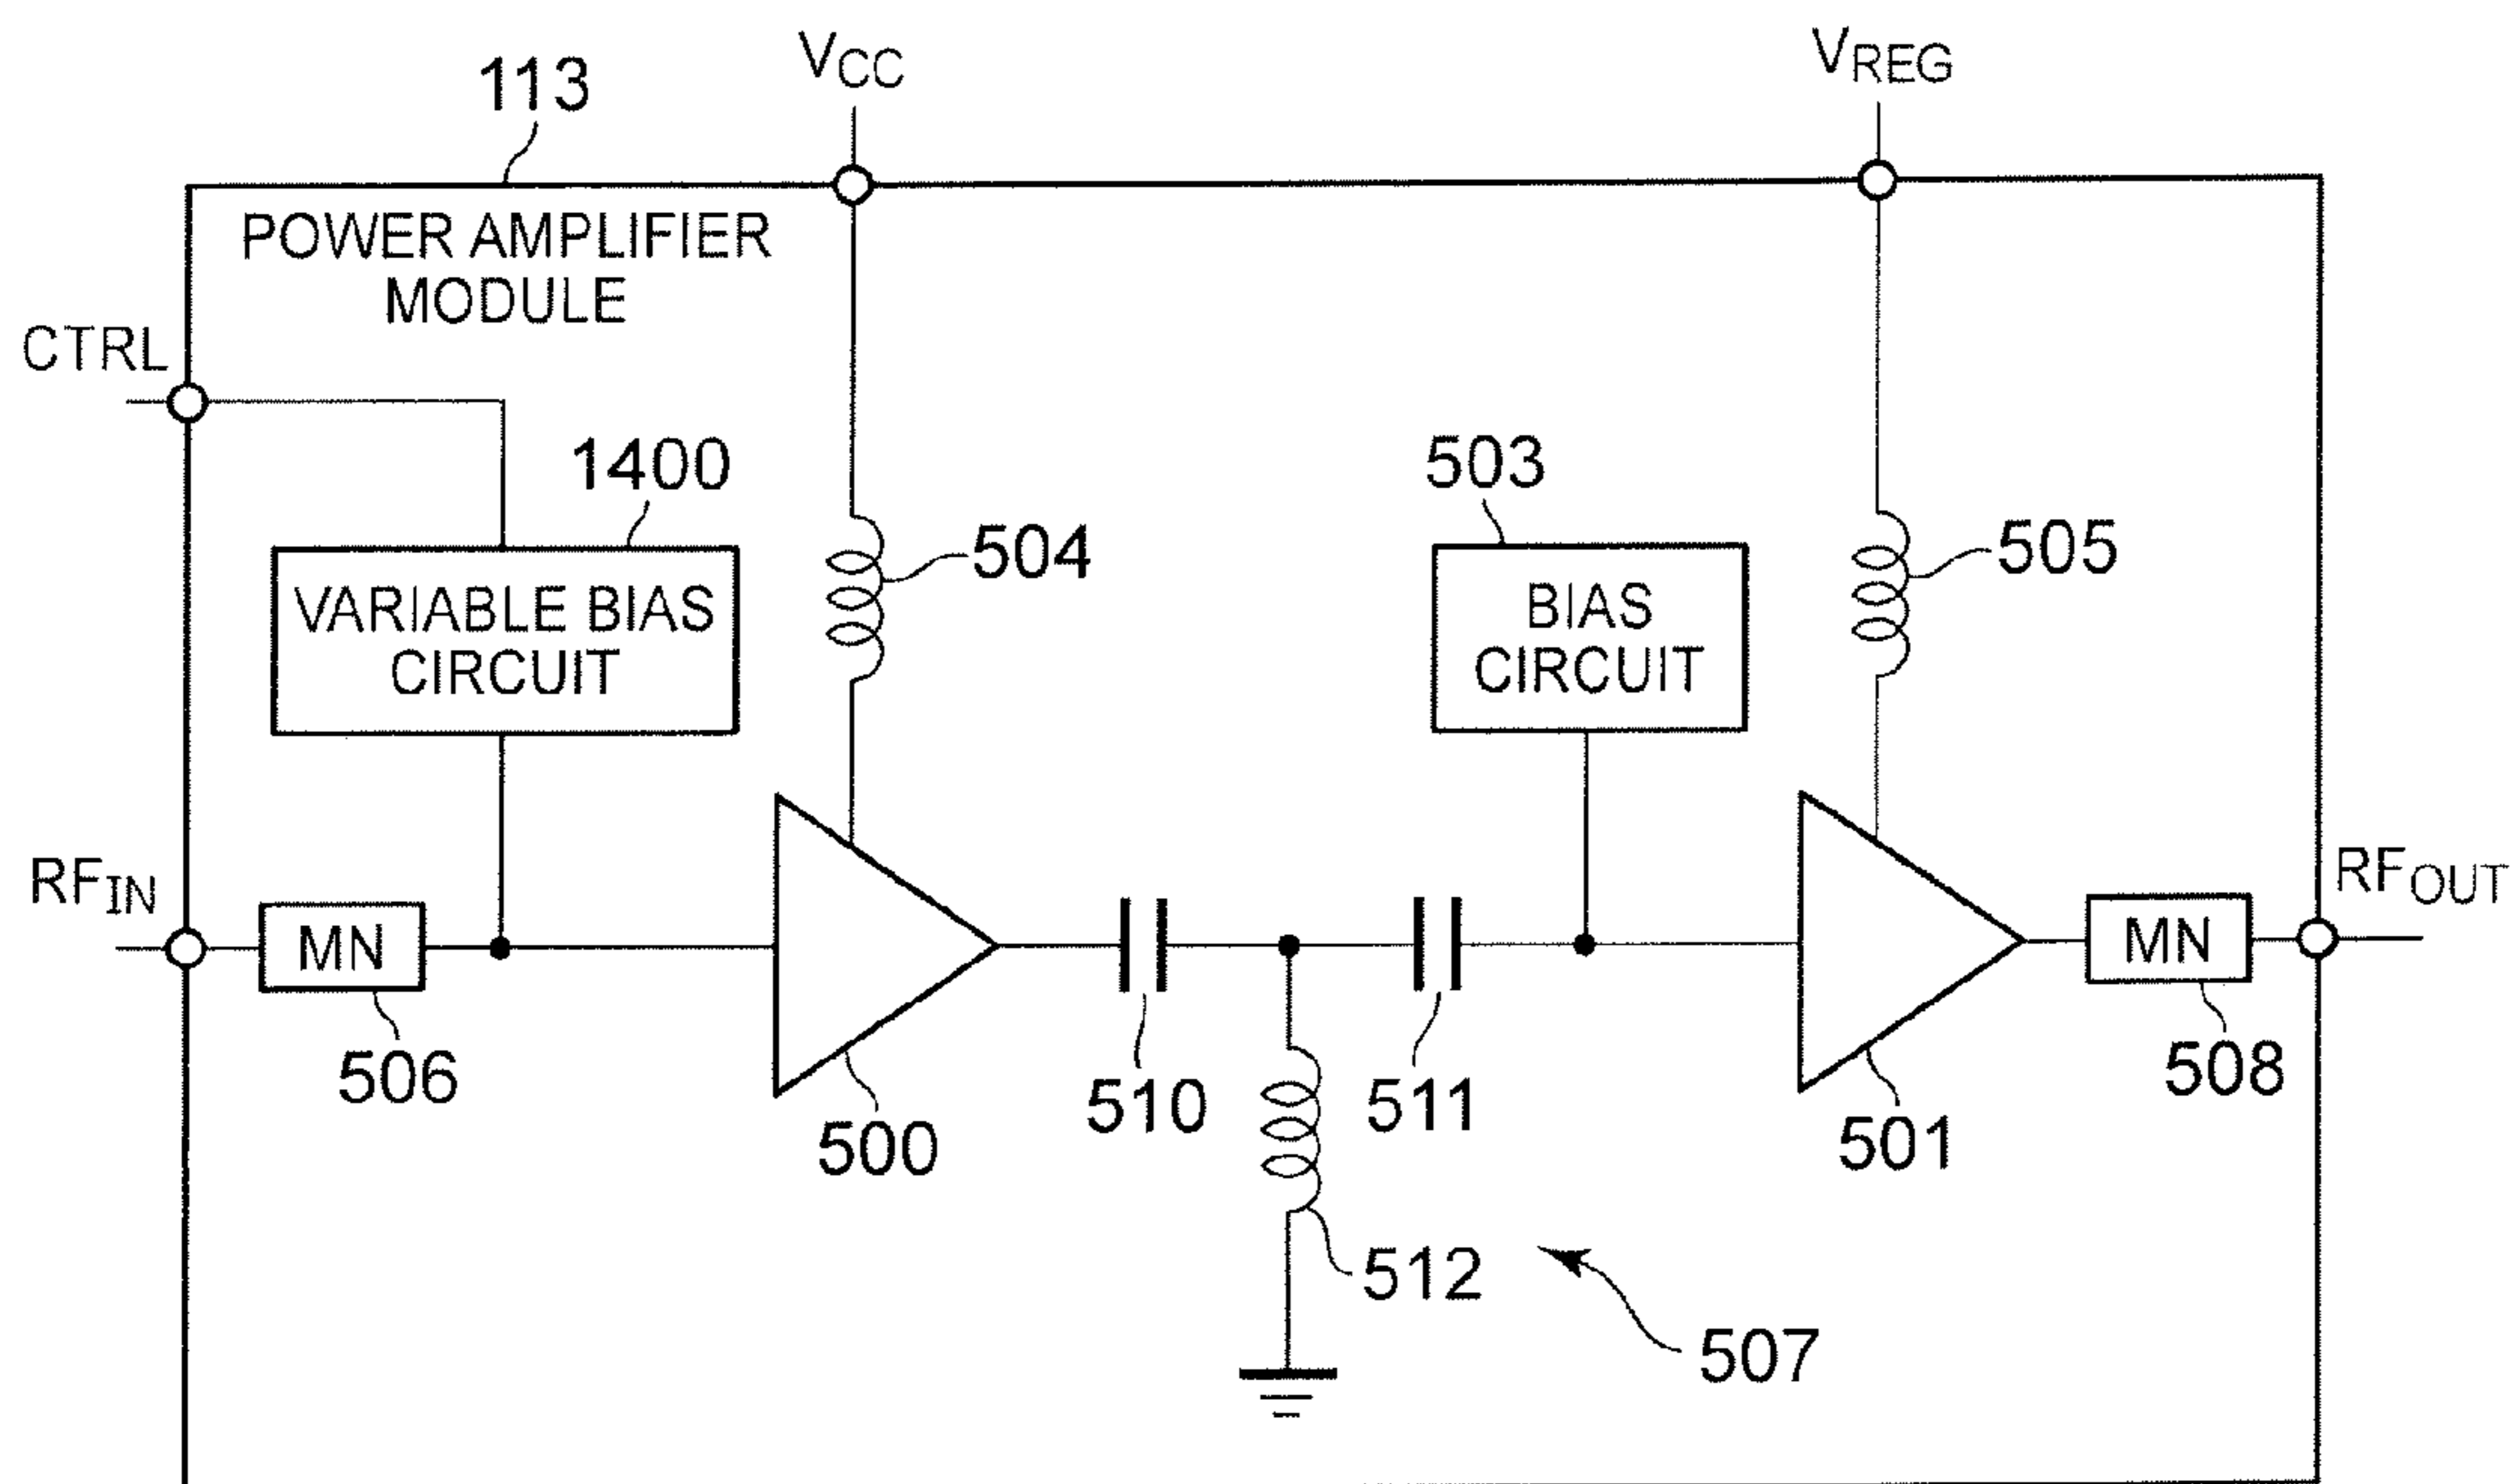 113
VCC
VREG
POWER AMPLIFIER
MODULE
CTRL
1400
504
503
505
VARIABLE BIAS
CIRCUIT
BIAS
CIRCUIT
RFIN
MN
506
500
510
511
512
507
501
MN
508
RFOUT